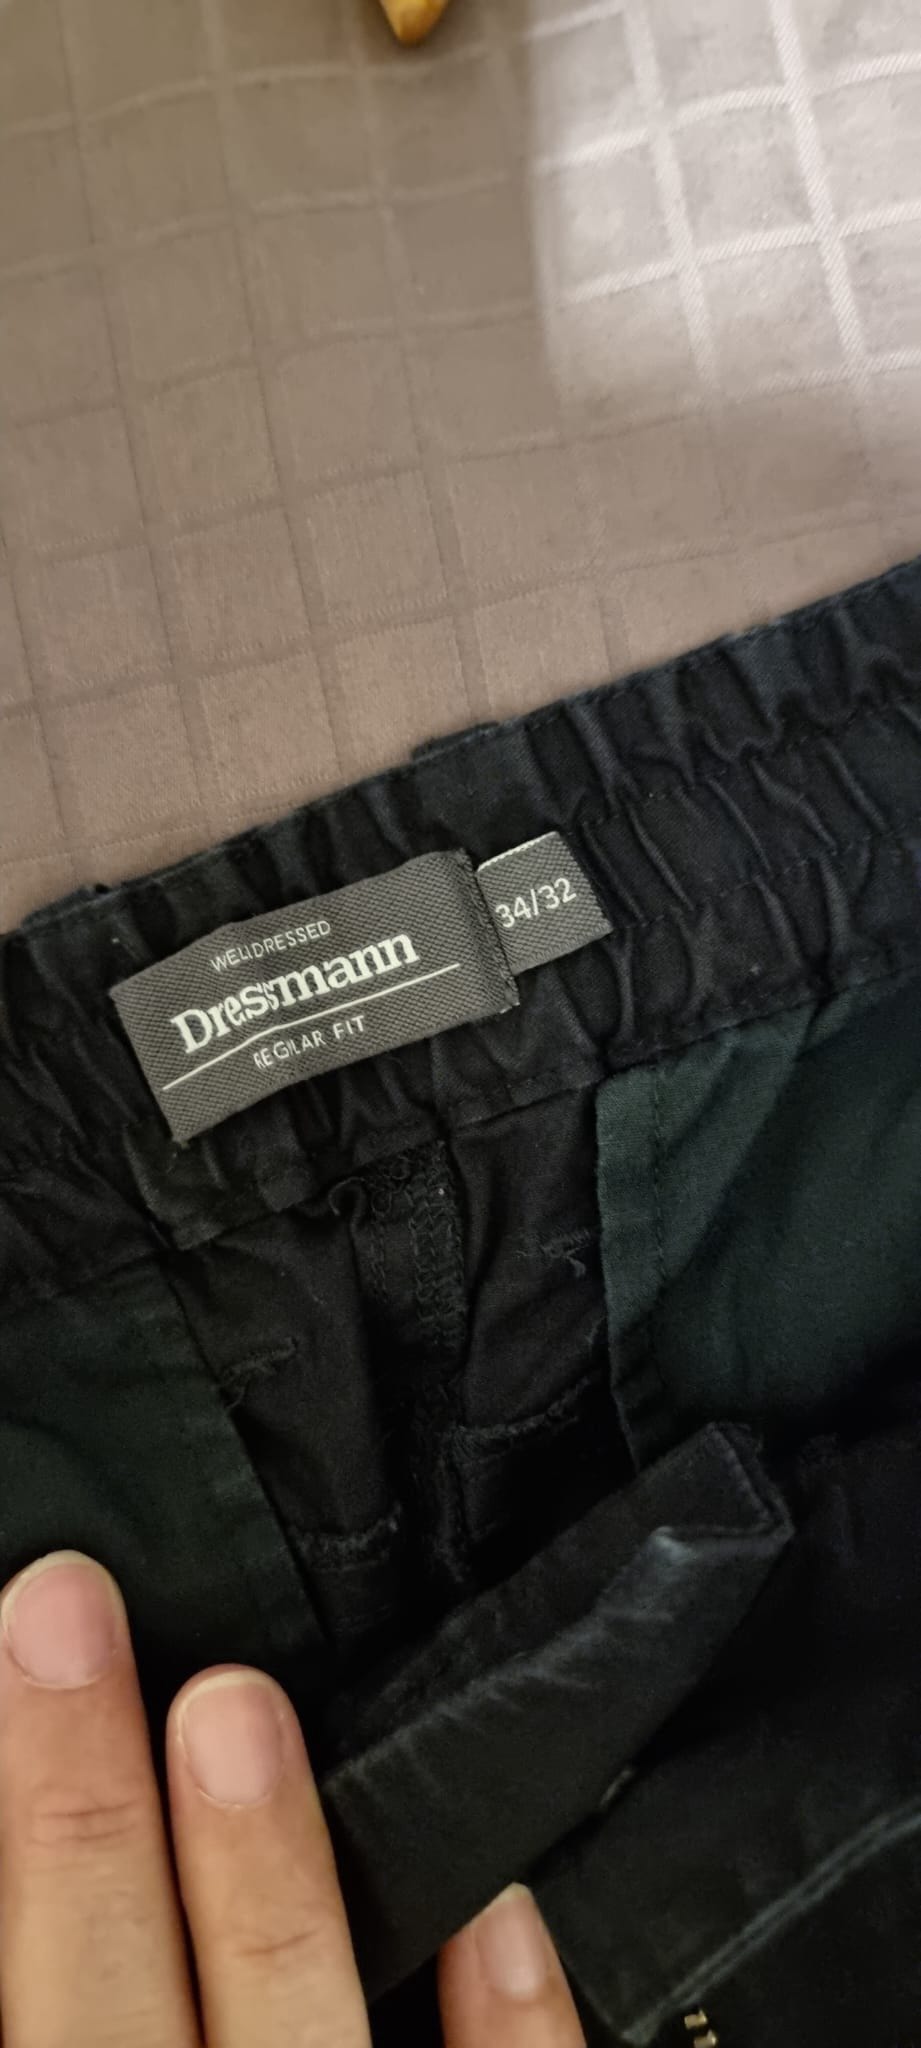 WELLDRESSED
Dressmann
REGULAR FIT
34/32